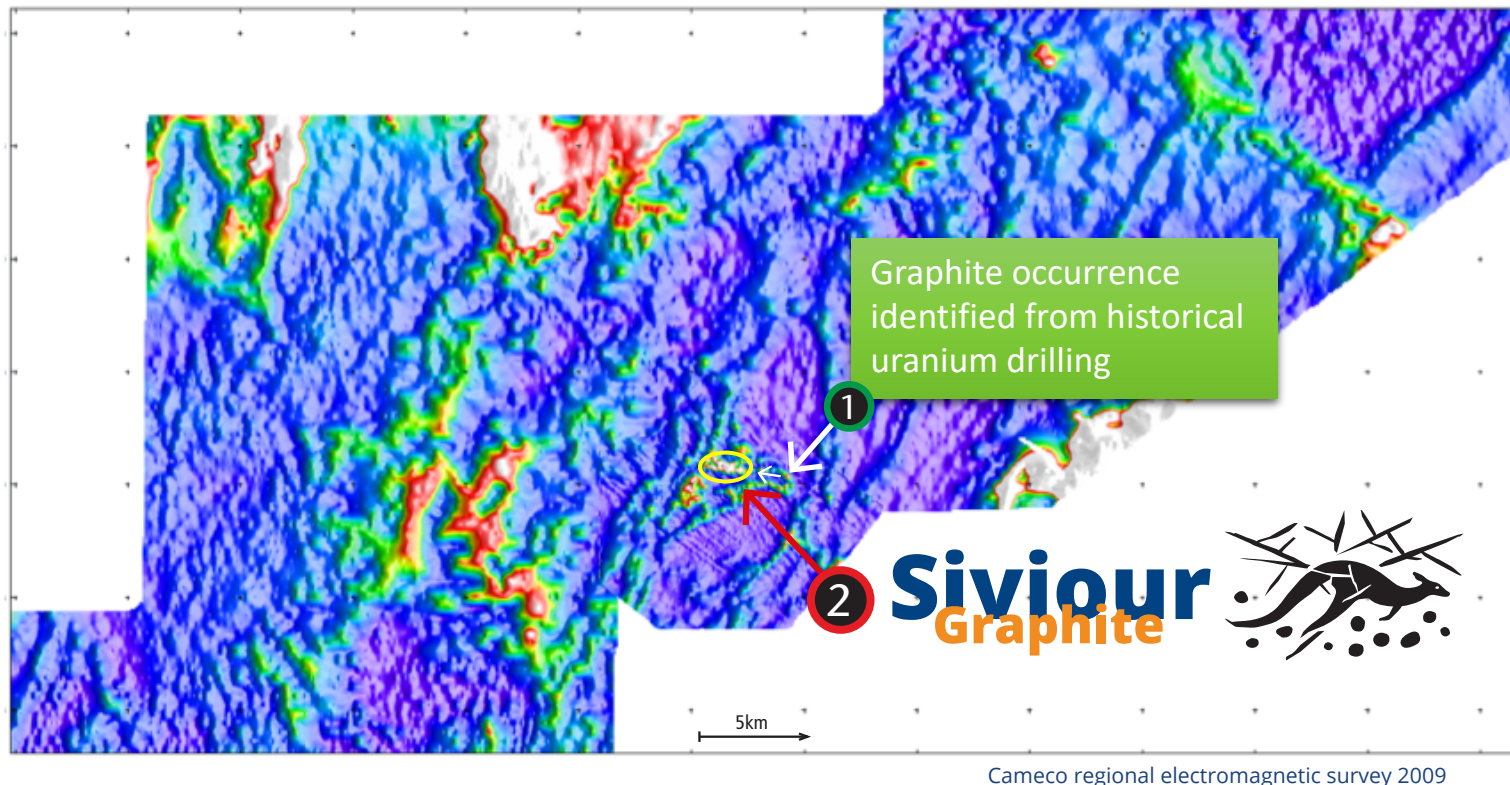 Graphite occurrence
identified from historical
uranium drilling
1
2
Siviour
Graphite
5km
Cameco regional electromagnetic survey 2009